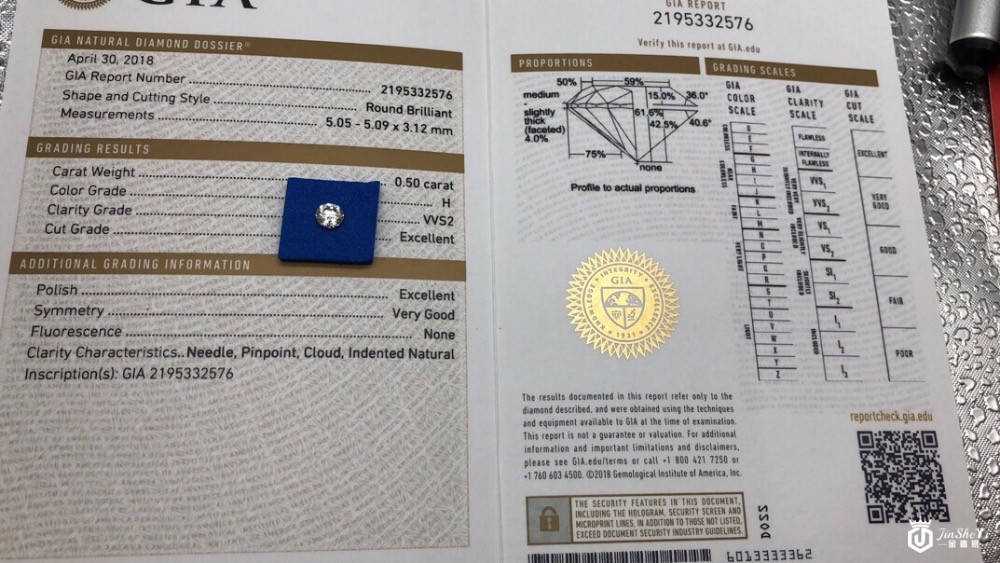 GIA
GIA NATURAL DIAMOND DOSSIER®
April 30, 2018
GIA Report Number 2195332576
Shape and Cutting Style Round Brilliant
Measurements 5.05 - 5.09 x 3.12 mm
GRADING RESULTS
Carat Weight 0.50 carat
Color Grade H
Clarity Grade VVS2
Cut Grade Excellent
ADDITIONAL GRADING INFORMATION
Polish Excellent
Symmetry Very Good
Fluorescence None
Clarity Characteristics.. Needle, Pinpoint, Cloud, Indented Natural
Inscription(s): GIA 2195332576
GIA REPORT
2195332576
Verify this report at GIA.edu
PROPORTIONS
50%
59%
medium
-
slightly
thick
(faceted)
4.0%
15.0%
36.0°
61.6%
42.5%
40.6°
75%
none
Profile to actual proportions
GIA
KNOWLEDGE
INTEGRITY
1931
The results documented in this report refer only to the
diamond described, and were obtained using the techniques
and equipment available to GIA at the time of examination.
This report is not a guarantee or valuation. For additional
information and important limitations and disclaimers,
please see GIA.edu/terms or call +1 800 421 7250 or
+1 760 603 4500. ©2018 Gemological Institute of America, Inc.
THE SECURITY FEATURES IN THIS DOCUMENT,
INCLUDING THE HOLOGRAM, SECURITY SCREEN AND
MICROPRINT LINES, IN ADDITION TO THOSE NOT LISTED,
EXCEED DOCUMENT SECURITY INDUSTRY GUIDELINES.
D022
6013333362
GRADING SCALES
GIA
COLOR
SCALE
D
E
F
G
H
I
J
K
L
M
N
O
P
Q
R
S
T
U
V
W
X
Y
Z
GIA
CLARITY
SCALE
FLAWLESS
INTERNALLY
FLAWLESS
VVS1
VVS2
VS1
VS2
SI1
SI2
I1
I2
I3
GIA
CUT
SCALE
EXCELLENT
VERY
GOOD
GOOD
FAIR
POOR
reportcheck.gia.edu
JinSheYi